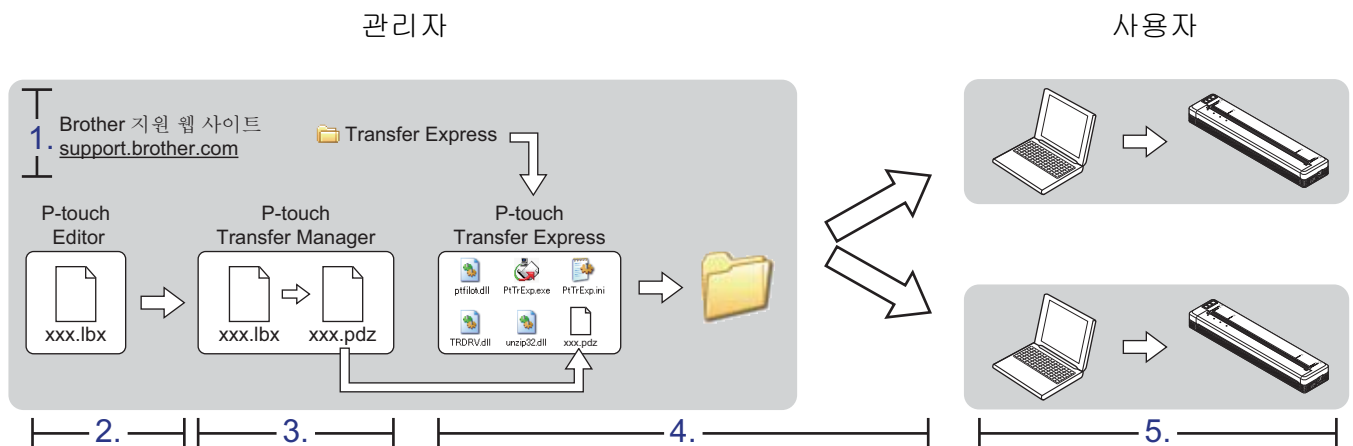 관리자
사용자
1.
Brother 지원 웹 사이트
support.brother.com
Transfer Express
P-touch
Editor
xxx.lbx
P-touch
Transfer Manager
xxx.lbx
xxx.pdz
P-touch
Transfer Express
ptfilot.dll
PtTrExp.exe
PtTrExp.ini
TRDRV.dll
unzip32.dll
xxx.pdz
2.
3.
4.
5.